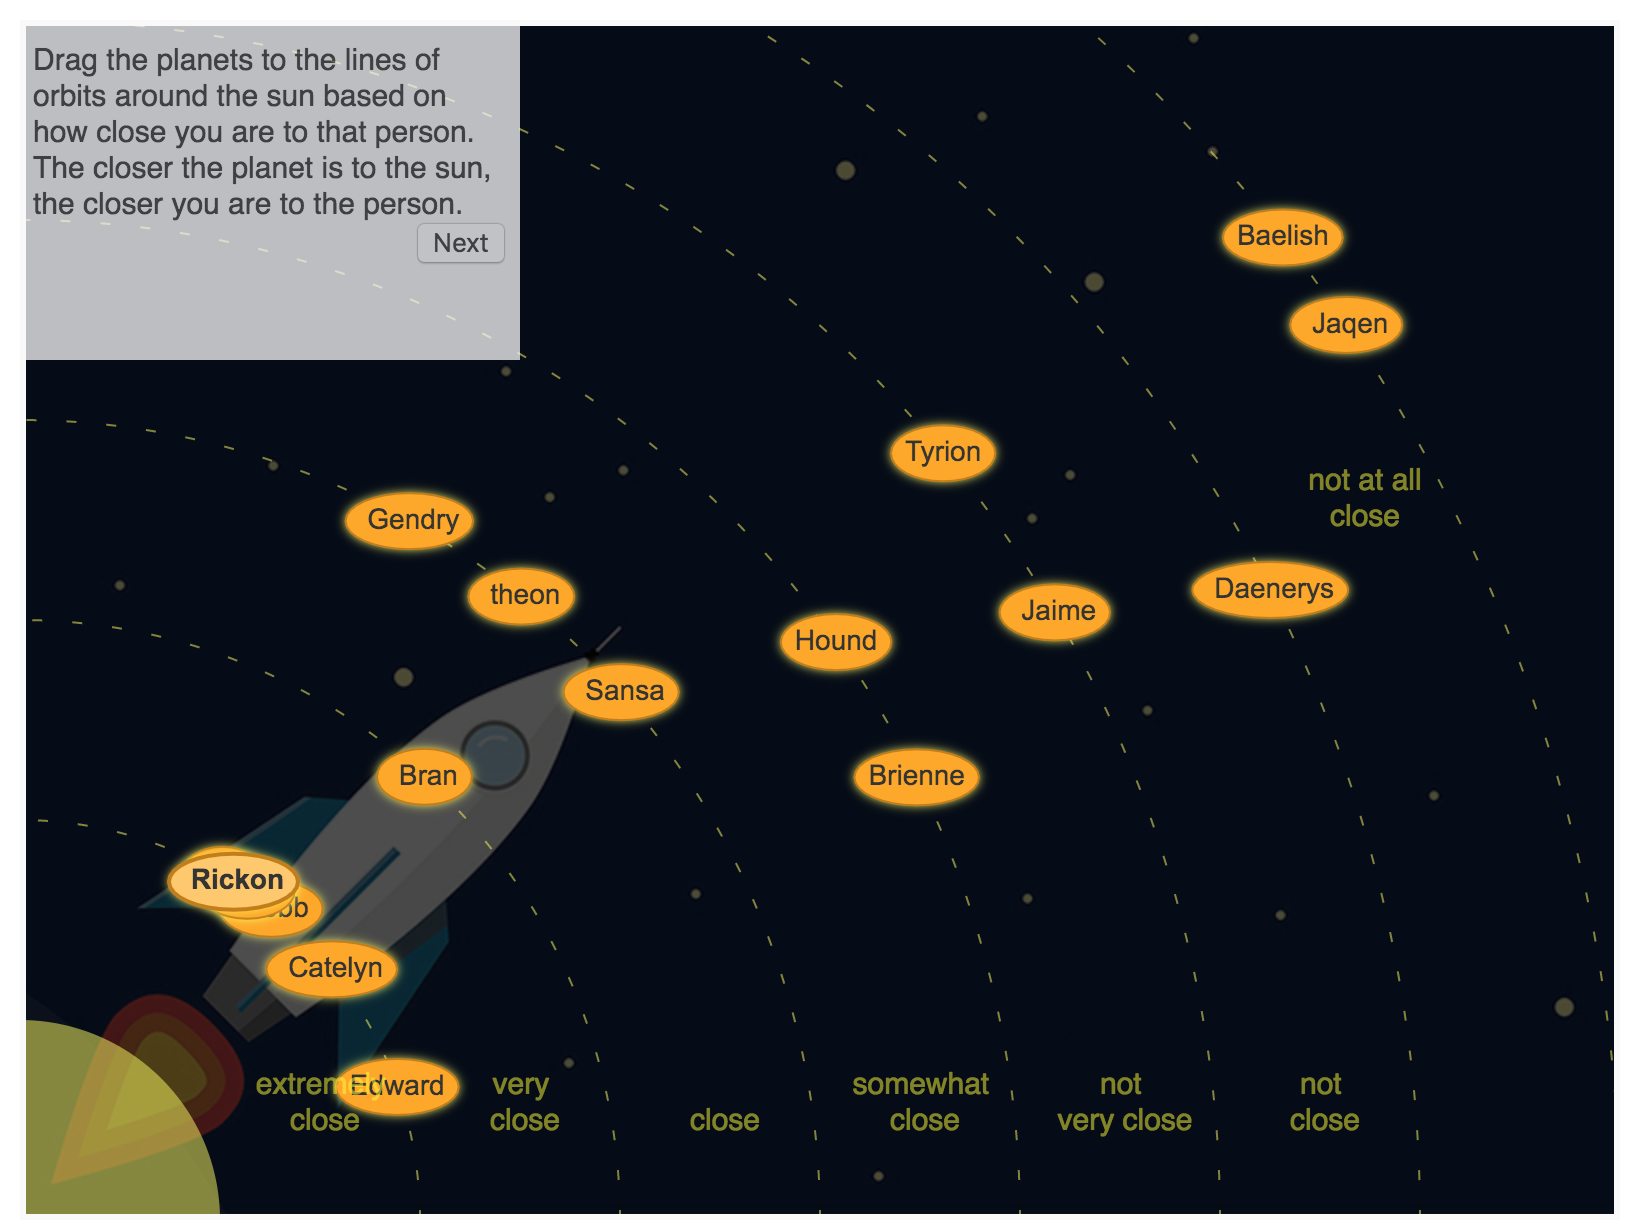 Drag the planets to the lines of
orbits around the sun based on
how close you are to that person.
The closer the planet is to the sun,
the closer you are to the person.
Next
Baelish
Jaqen
Tyrion
not at all
close
Gendry
theon
Daenerys
Jaime
Hound
Sansa
Bran
Brienne
Rickon
bb
Catelyn
Edward
extremely
close
very
close
close
somewhat
close
not
very close
not
close